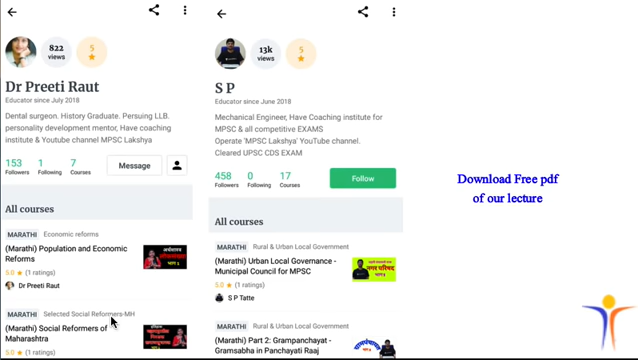 822
views
5
Dr Preeti Raut
Educator since July 2018
Dental surgeon. History Graduate. Persuing LLB.
personality development mentor, Have coaching
institute & Youtube channel MPSC Lakshya
153
Followers
1
Following
7
Courses
Message
All courses
MARATHI Economic reforms
(Marathi) Population and Economic
Reforms
5.0 (1 ratings)
Dr Preeti Raut
MARATHI Selected Social Reformers-MH
(Marathi) Social Reformers of
Maharashtra
5.0 (1 ratings)
13k
views
5
S P
Educator since June 2018
Mechanical Engineer, Have Coaching institute for
MPSC & all competitive EXAMS
Operate 'MPSC Lakshya' YouTube channel.
Cleared UPSC CDS EXAM
458
Followers
0
Following
17
Courses
Follow
All courses
MARATHI Rural & Urban Local Government
(Marathi) Urban Governance -
Municipal Council for MPSC
नगर परिषद
5.0 (1 ratings)
S P Tatte
MARATHI Rural & Urban Local Government
(Marathi) Part 2: Grampanchayat -
Gramsabha in Panchayati Raaj
Download Free pdf
of our lecture